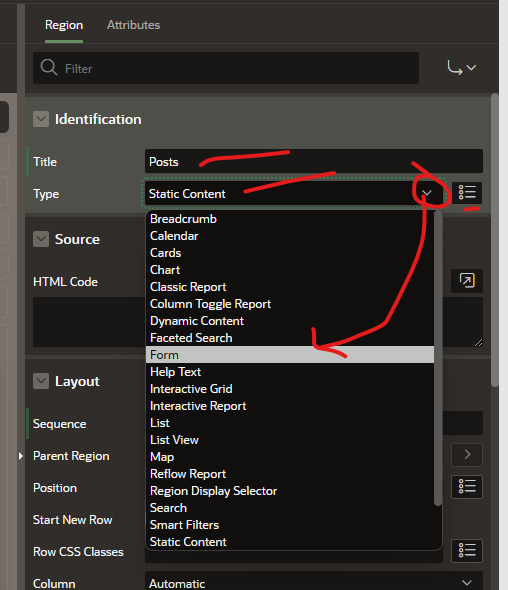 Region Attributes
Filter
Identification
Title Posts
Type Static Content
Breadcrumb
Calendar
Cards
Chart
Classic Report
Column Toggle Report
Dynamic Content
Faceted Search
Form
Help Text
Interactive Grid
Interactive Report
List
List View
Map
Reflow Report
Region Display Selector
Search
Smart Filters
Static Content
Source
HTML Code
Layout
Sequence
Parent Region
Position
Start New Row
Row CSS Classes
Column Automatic